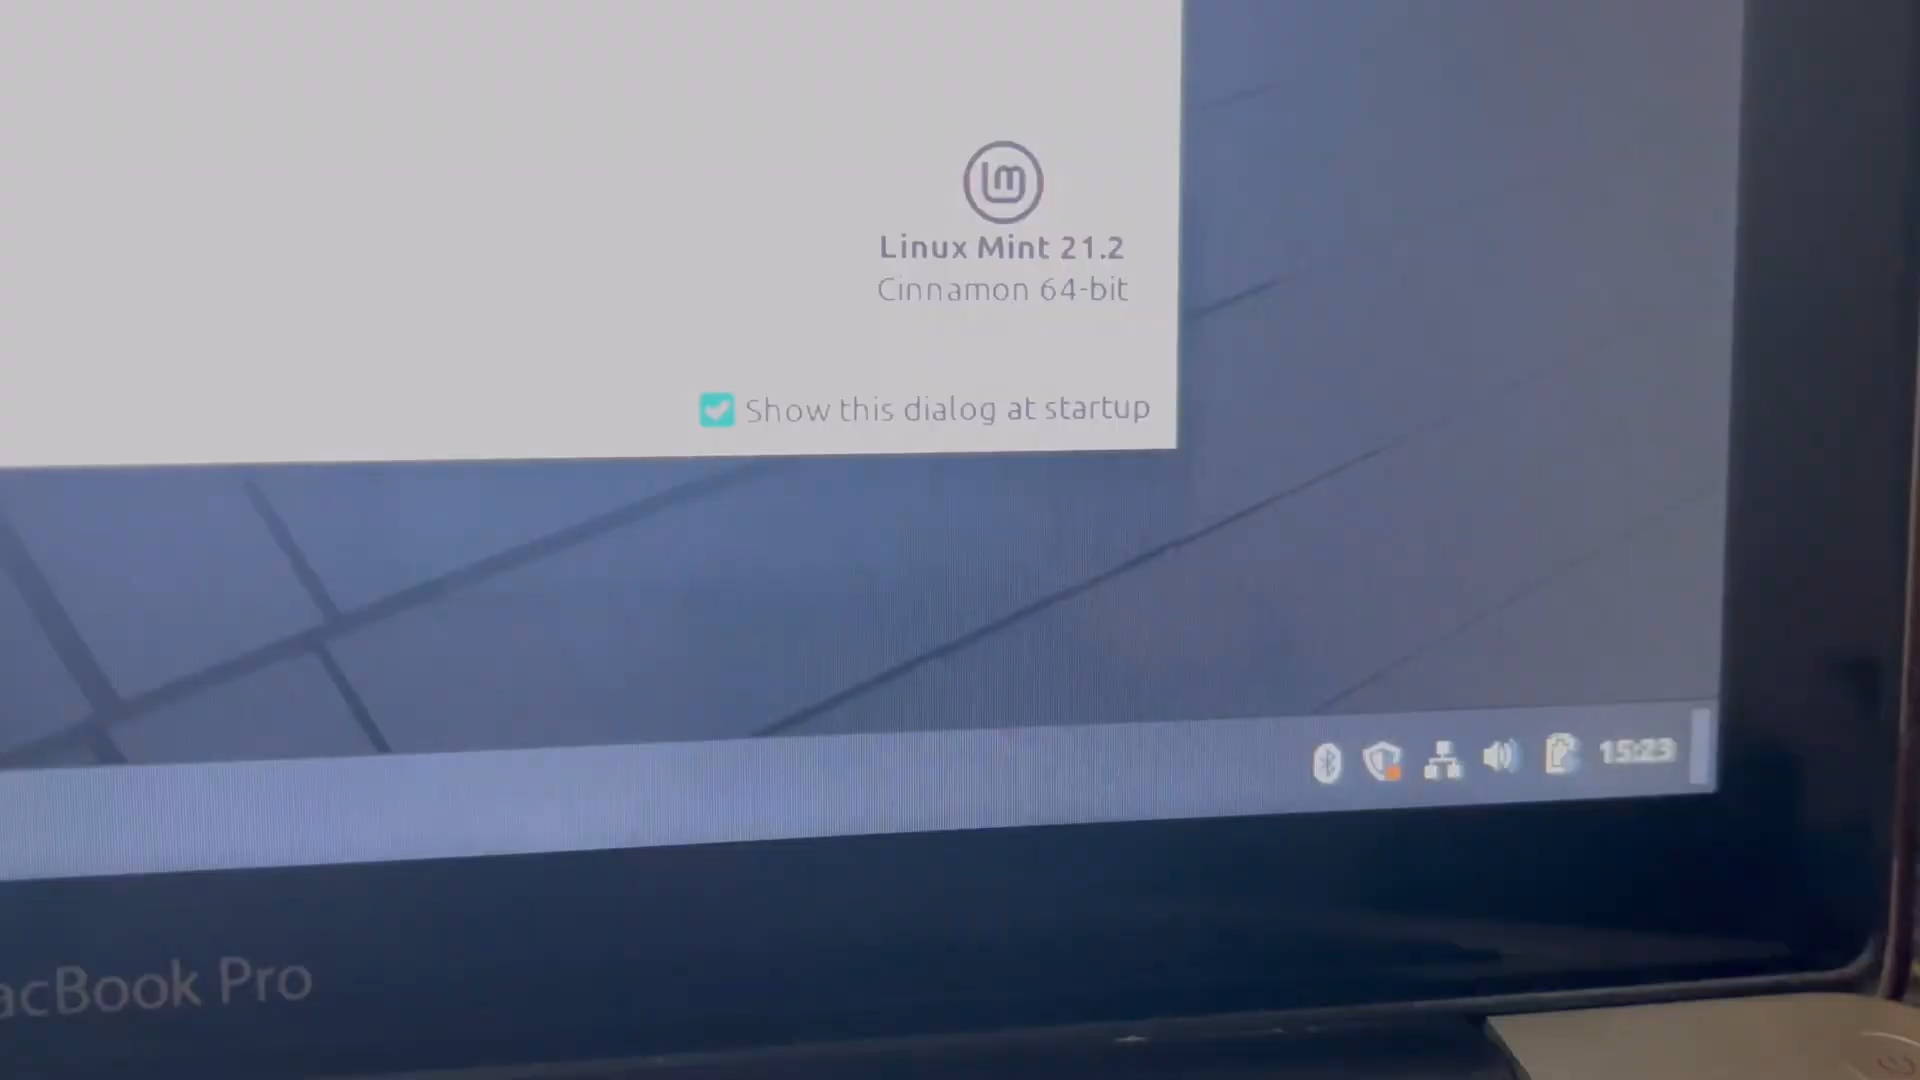 Linux Mint 21.2
Cinnamon 64-bit
Show this dialog at startup
15:23
acBook Pro